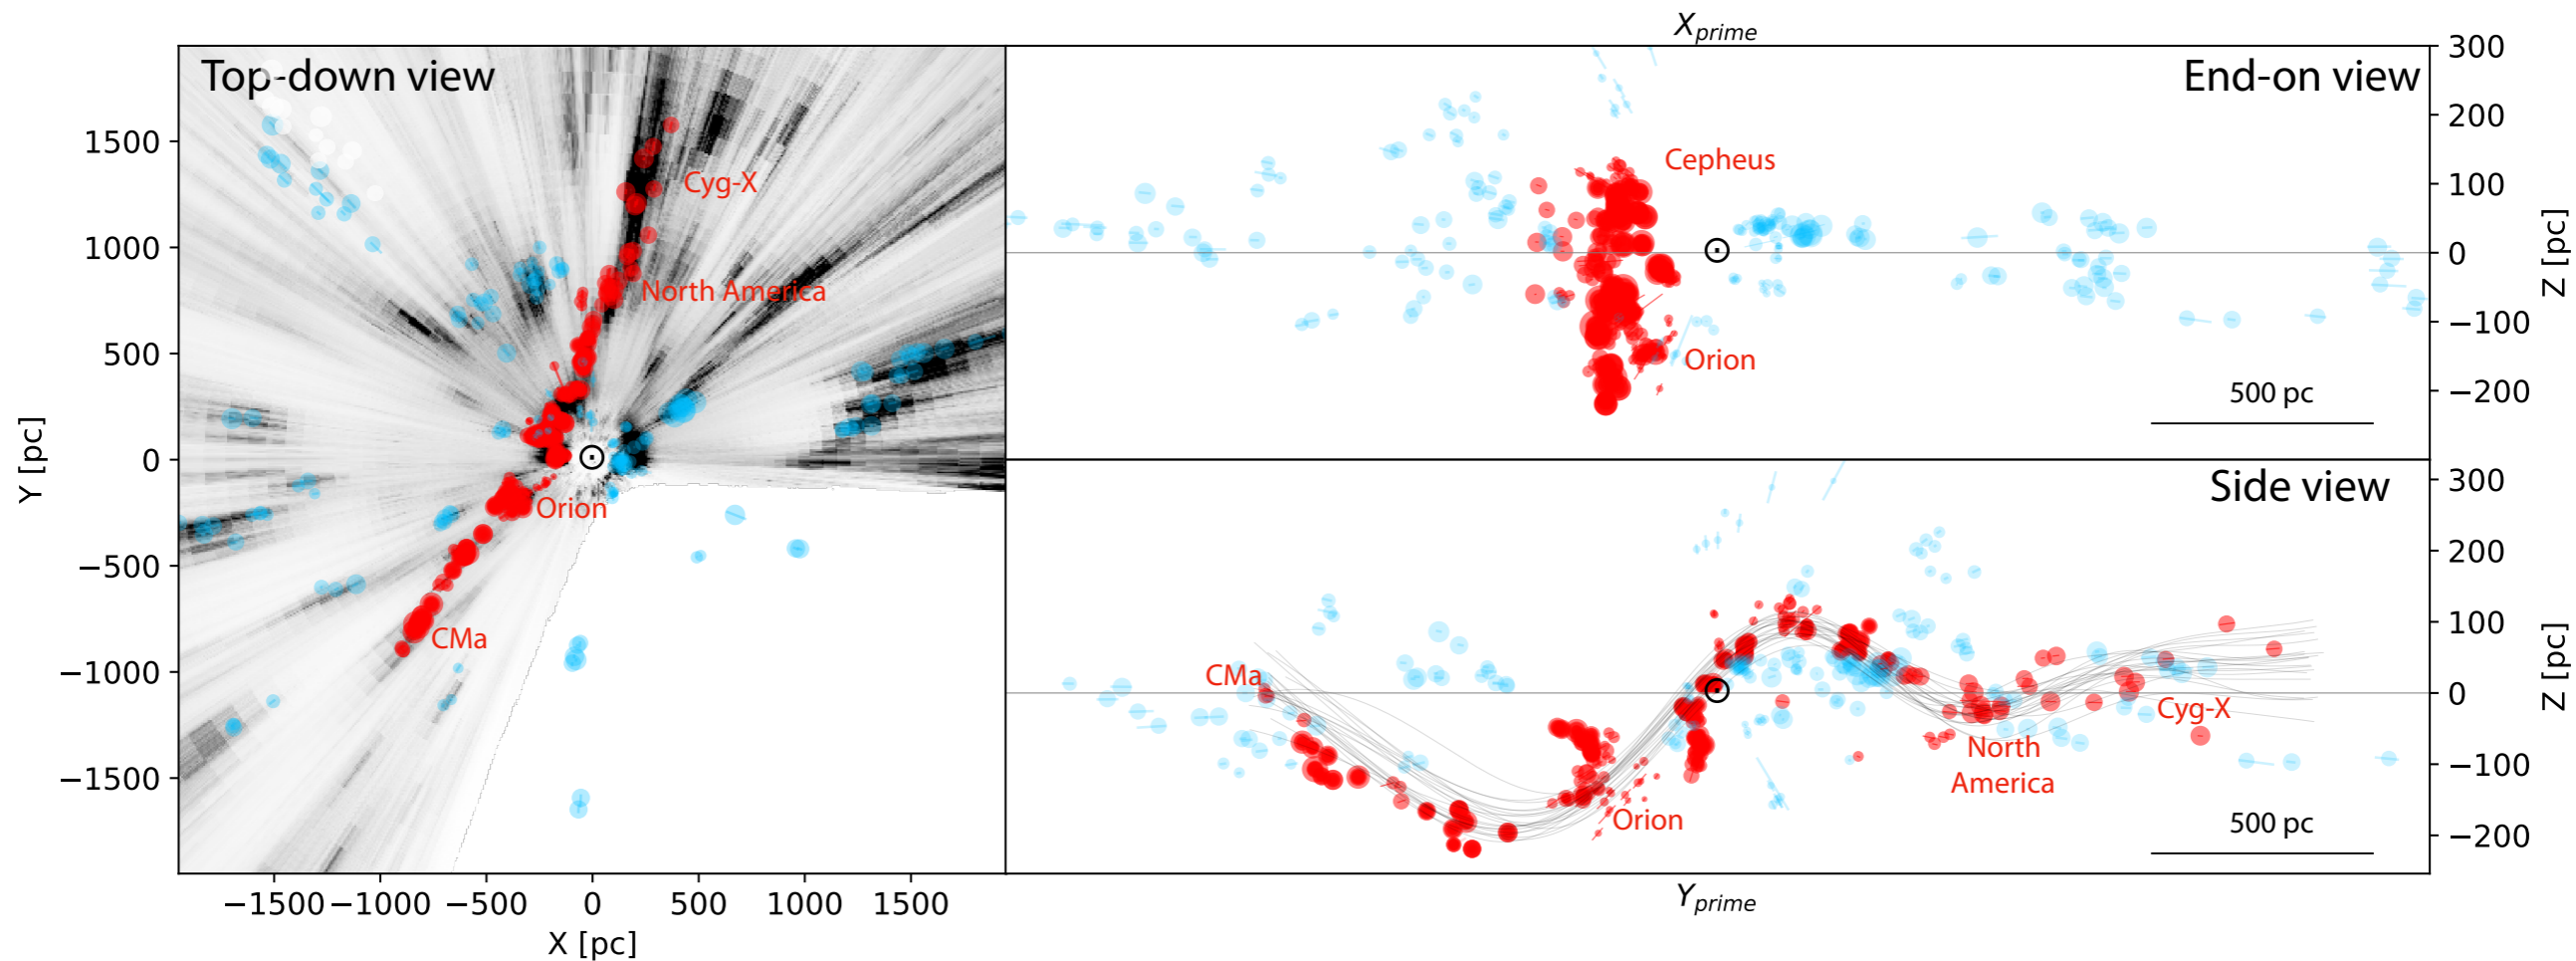 Top-down view
1500
1000
500
0
−500
−1000
−1500
Y [pc]
Cyg-X
North America
Orion
CMa
−1500
−1000
−500
0
500
1000
1500
X [pc]
X_prime
End-on view
Cepheus
Orion
500 pc
300
200
100
0
−100
−200
Z [pc]
Side view
CMa
Orion
North
America
Cyg-X
500 pc
300
200
100
0
−100
−200
Z [pc]
Y_prime